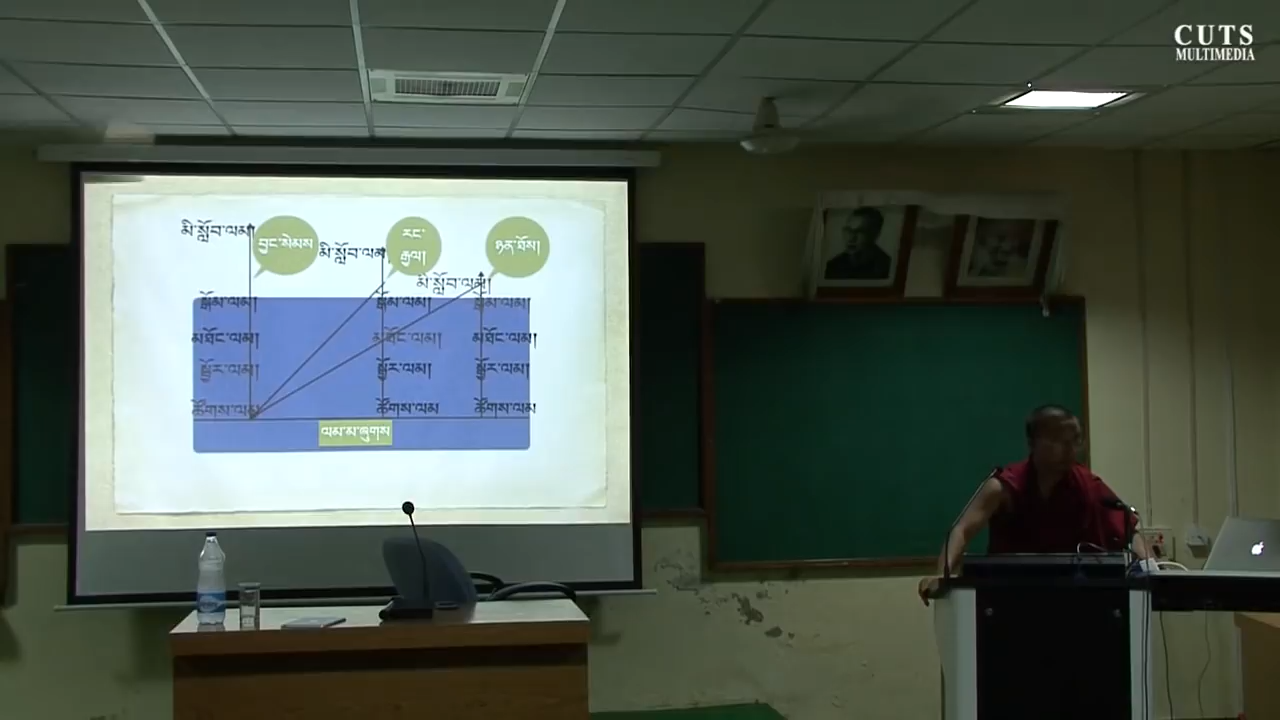 CUTS
MULTIMEDIA
མི་སློབ་ལམ།
བྱང་སེམས
མི་སློབ་ལམ།
རང་
རྒྱལ།
མི་སློབ་ལམ།
ཉན་ཐོས།
སྒོམ་ལམ། སྒོམ་ལམ། སྒོམ་ལམ།
མཐོང་ལམ། མཐོང་ལམ། མཐོང་ལམ།
སྦྱོར་ལམ། སྦྱོར་ལམ། སྦྱོར་ལམ།
ཚོགས་ལམ ཚོགས་ལམ ཚོགས་ལམ
ལམ་མ་ཞུགས